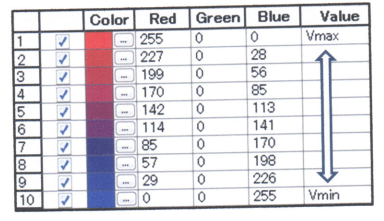 Color Red Green Blue Value
1 ... 255 0 0 Vmax
2 ... 227 0 28
3 ... 199 0 56
4 ... 170 0 85
5 ... 142 0 113
6 ... 114 0 141
7 ... 85 0 170
8 ... 57 0 198
9 ... 29 0 226
10 ... 0 0 255 Vmin